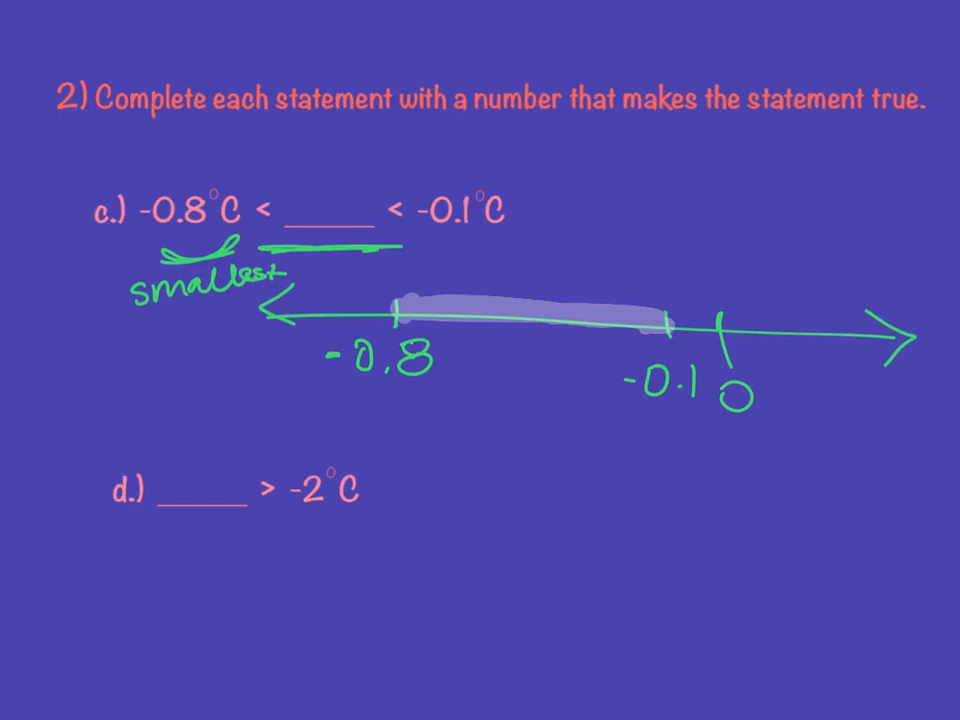 2) Complete each statement with a number that makes the statement true.
c.) -0.8°C < _____ < -0.1°C
smallest
-0.8
-0.1
0
d.) _____ > -2°C